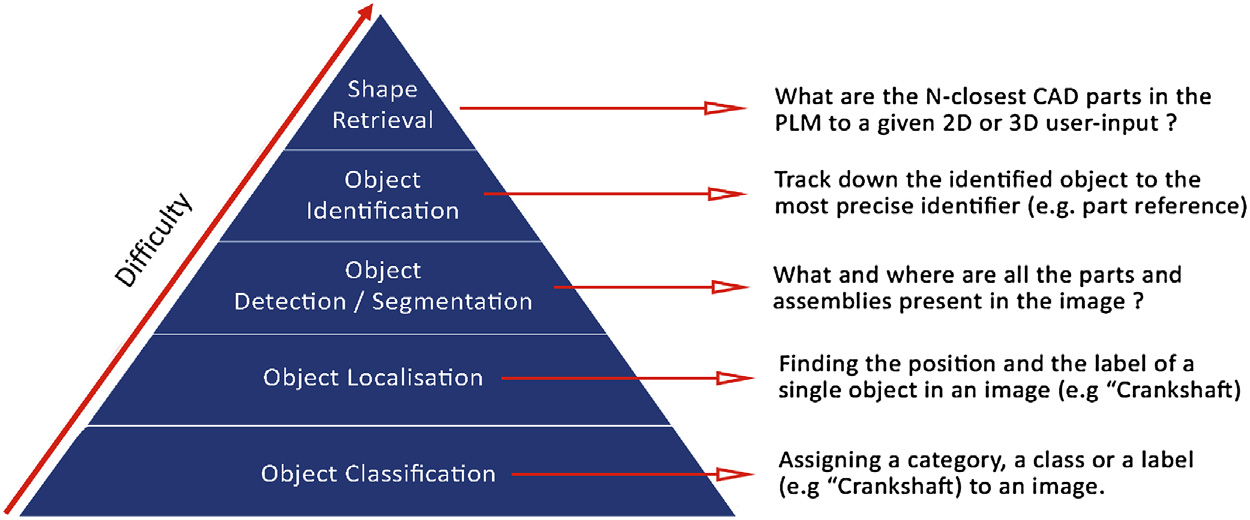 Difficulty
Shape
Retrieval
What are the N-closest CAD parts in the
PLM to a given 2D or 3D user-input ?
Object
Identification
Track down the identified object to the
most precise identifier (e.g. part reference)
Object
Detection / Segmentation
What and where are all the parts and
assemblies present in the image ?
Object Localisation
Finding the position and the label of a
single object in an image (e.g “Crankshaft)
Object Classification
Assigning a category, a class or a label
(e.g “Crankshaft) to an image.